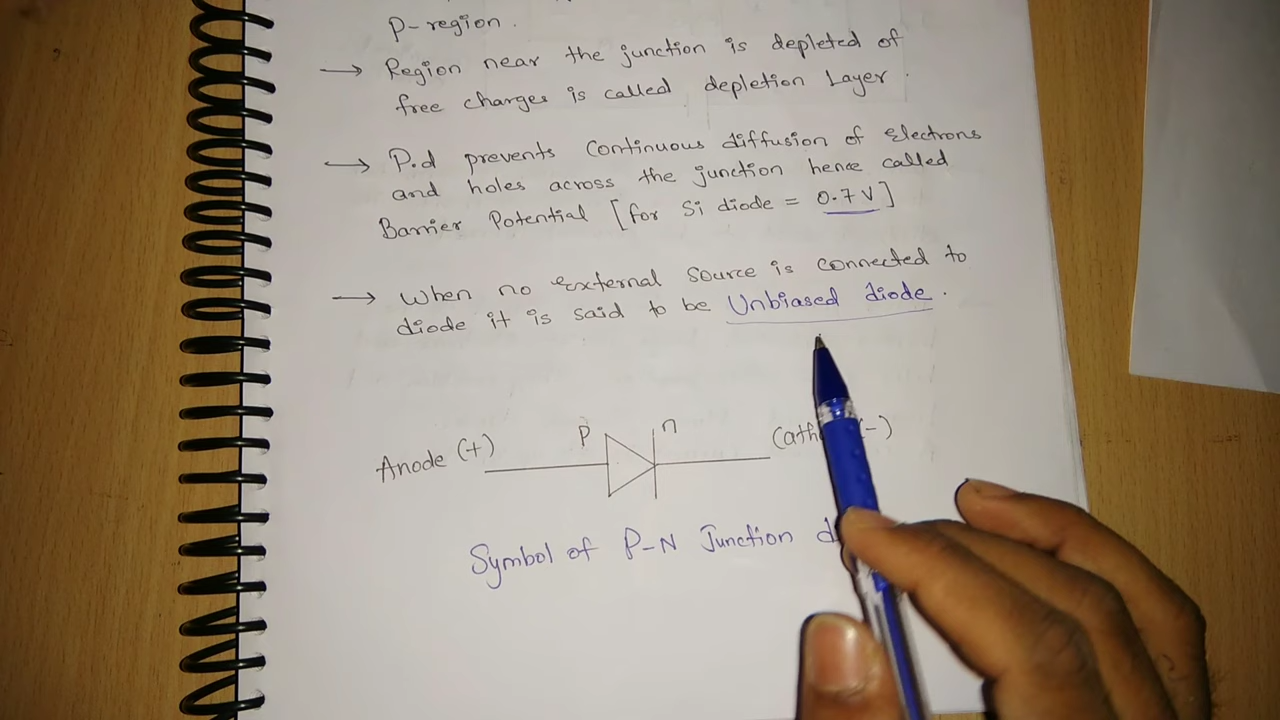 P-region.
→ Region near the junction is depleted of
free charges is called depletion Layer.
→ P.d prevents Continuous diffusion of electrons
and holes across the junction hence called
Barrier Potential [for Si diode = 0.7 V]
→ When no external source is connected to
diode it is said to be Unbiased diode.
Anode (+) P n Cath (-)
Symbol of P-N Junction d